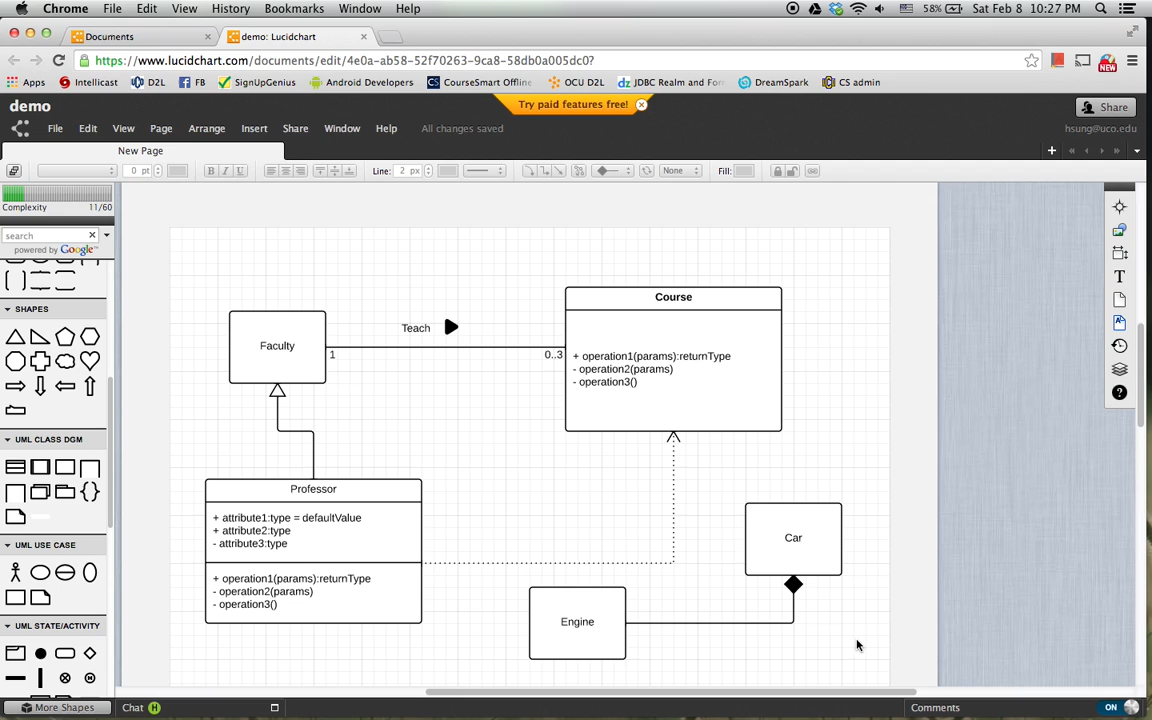 Chrome File Edit View History Bookmarks Window Help 58% Sat Feb 8 10:27 PM
Documents demo: Lucidchart
https://www.lucidchart.com/documents/edit/4e0a-ab58-52f70263-9ca8-58db0a005dc0?
Apps Intellicast D2L FB SignUpGenius Android Developers CourseSmart Offline OCU D2L JDBC Realm and For DreamSpark CS admin
NEW
demo
Try paid features free!
Share
File Edit View Page Arrange Insert Share Window Help All changes saved
hsung@uco.edu
New Page
0 pt B I U Line: 2 px None Fill:
Complexity 11/60
search
powered by Google™
SHAPES
UML CLASS DGM
UML USE CASE
UML STATE/ACTIVITY
More Shapes
Chat H
Comments
ON
Course
+ operation1(params):returnType
- operation2(params)
- operation3()
Teach
Faculty
1
0..3
Professor
+ attribute1:type = defaultValue
+ attribute2:type
- attribute3:type
+ operation1(params):returnType
- operation2(params)
- operation3()
Car
Engine